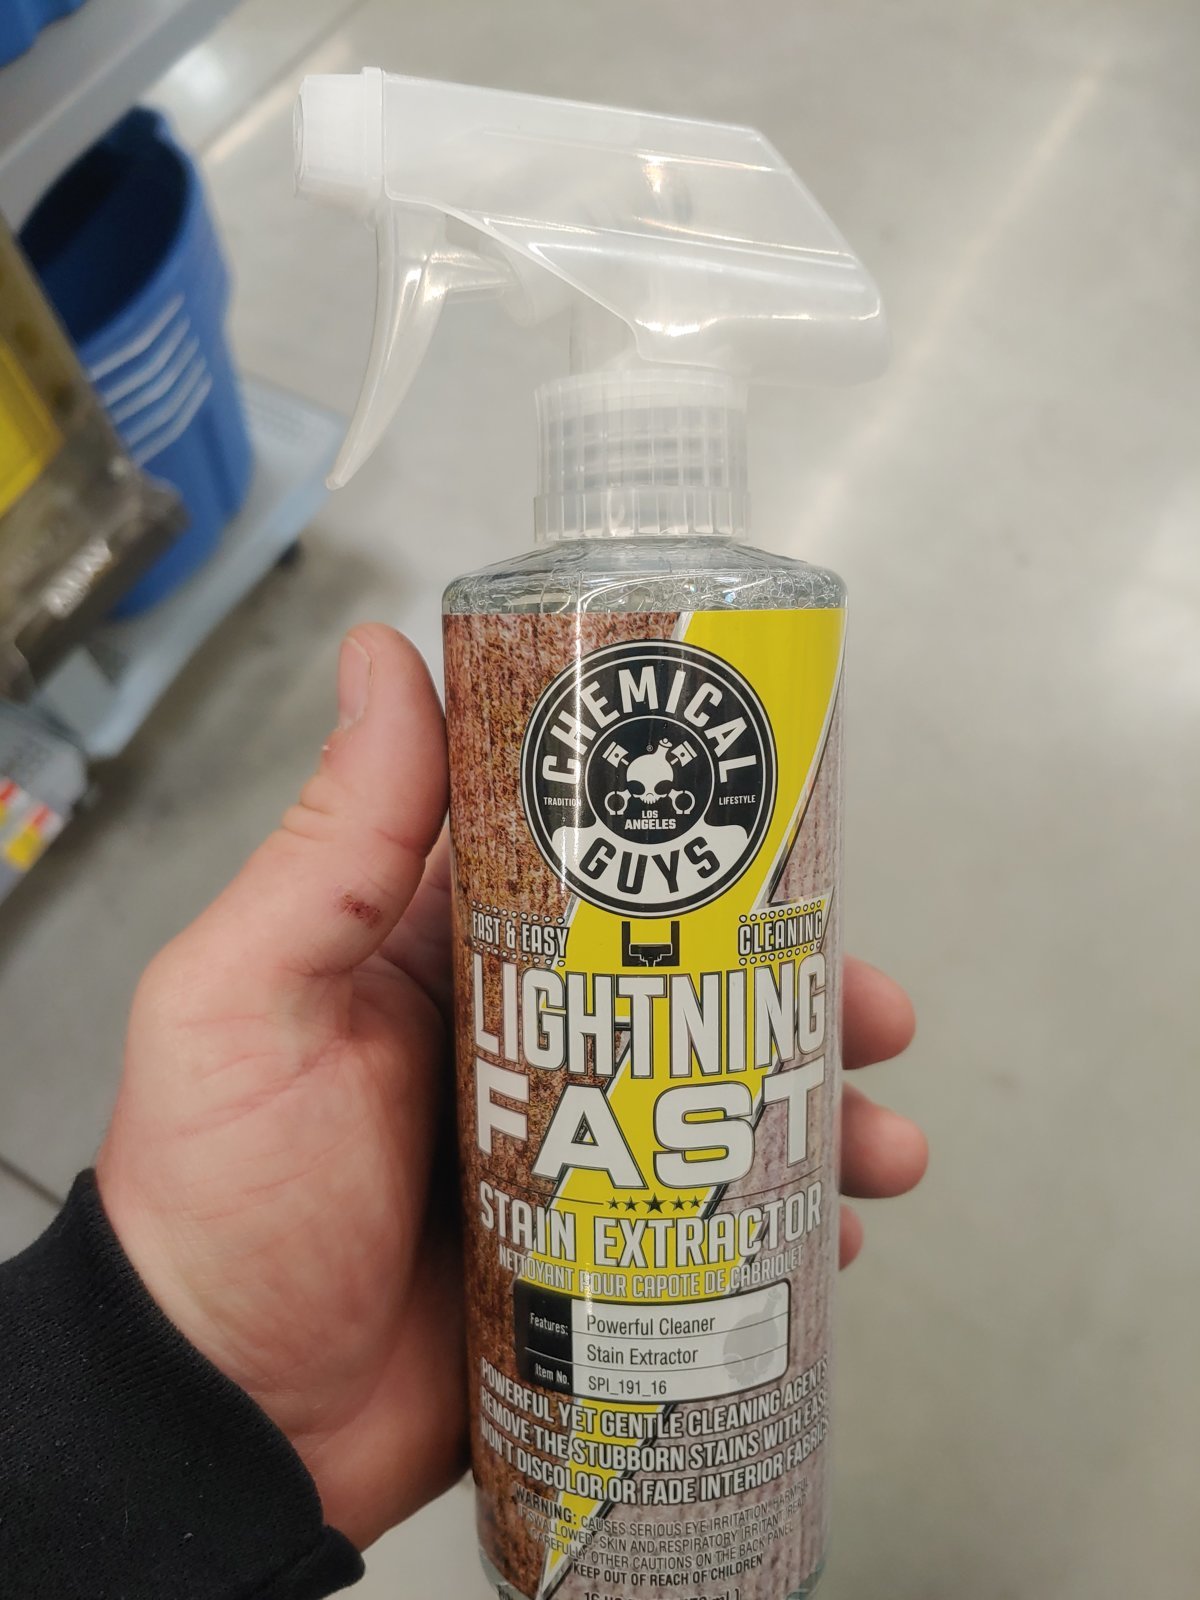 CHEMICAL
®
TRADITION
LIFESTYLE
LOS
ANGELES
GUYS
FAST & EASY
CLEANING
LIGHTNING
FAST
STAIN EXTRACTOR
NETTOYANT POUR CAPOTE DE CABRIOLET
Features: Powerful Cleaner
Stain Extractor
Item No. SPI_191_16
POWERFUL YET GENTLE CLEANING AGENTS
REMOVE THE STUBBORN STAINS WITH EASE
WON'T DISCOLOR OR FADE INTERIOR FABRICS
WARNING: CAUSES SERIOUS EYE IRRITATION. HARMFUL
IF SWALLOWED. SKIN AND RESPIRATORY IRRITANT. READ
CAREFULLY OTHER CAUTIONS ON THE BACK PANEL.
KEEP OUT OF REACH OF CHILDREN